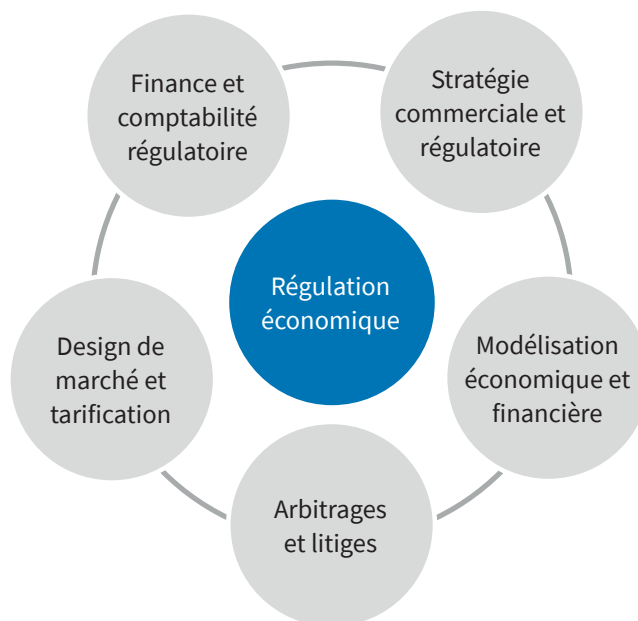 Finance et
comptabilité
régulatoire
Stratégie
commerciale et
régulatoire
Régulation
économique
Design de
marché et
tarification
Modélisation
économique et
financière
Arbitrages
et litiges